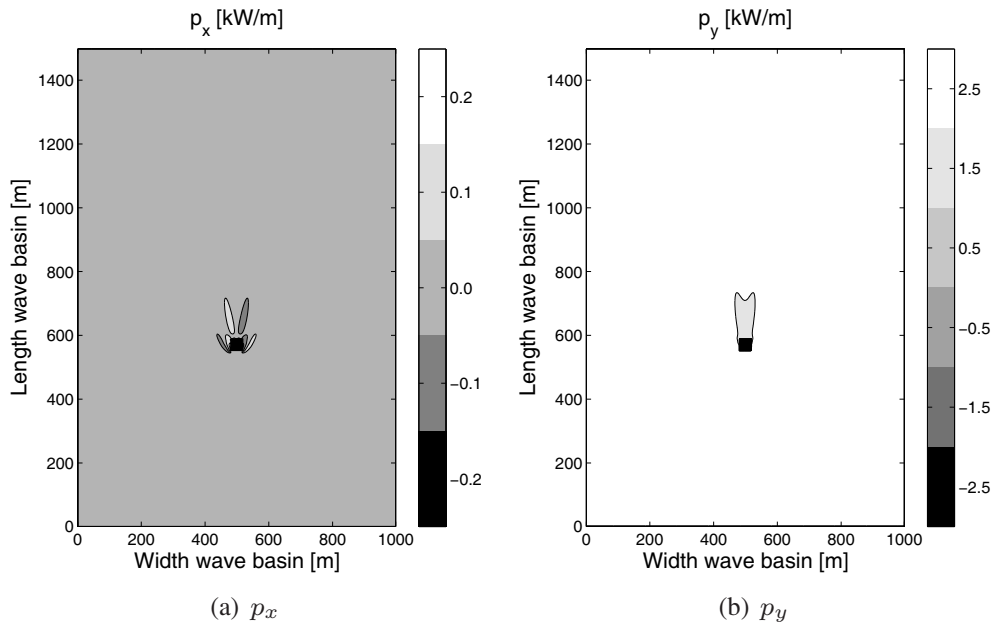 p_x [kW/m]
p_y [kW/m]
Length wave basin [m]
1400
1200
1000
800
600
400
200
0
0 200 400 600 800 1000
Width wave basin [m]
0.2
0.1
0.0
−0.1
−0.2
Length wave basin [m]
1400
1200
1000
800
600
400
200
0
0 200 400 600 800 1000
Width wave basin [m]
2.5
1.5
0.5
−0.5
−1.5
−2.5
(a) p_x
(b) p_y